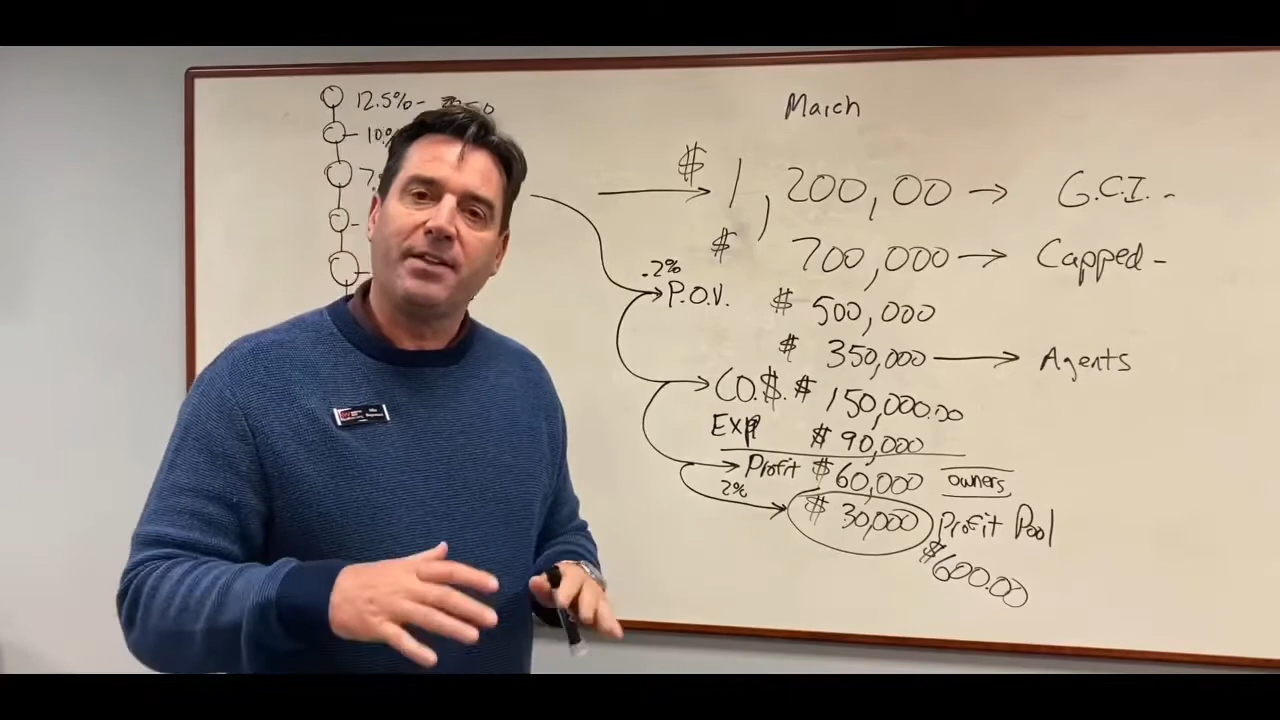 12.5%-
10%
March
$ 1,200,00 → G.C.I. -
$ 700,000 → Capped -
.2%
P.O.V. $ 500,000
$ 350,000 → Agents
CO.$. $ 150,000.00
Exp $ 90,000
Profit $ 60,000 owners
2%
$ 30,000 Profit Pool
$600.00